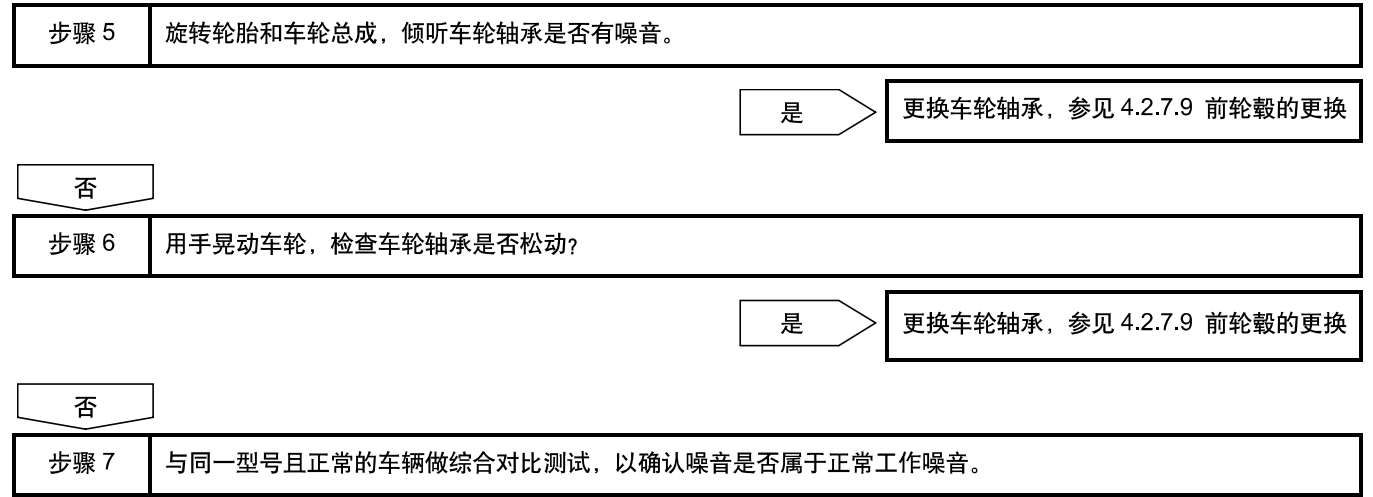 步骤 5 旋转轮胎和车轮总成，倾听车轮轴承是否有噪音。
是 更换车轮轴承，参见 4.2.7.9 前轮毂的更换
否
步骤 6 用手晃动车轮，检查车轮轴承是否松动?
是 更换车轮轴承，参见 4.2.7.9 前轮毂的更换
否
步骤 7 与同一型号且正常的车辆做综合对比测试，以确认噪音是否属于正常工作噪音。